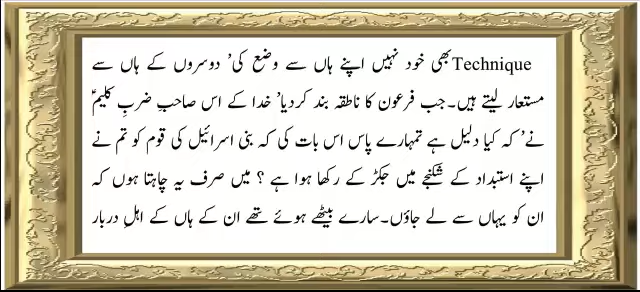 Technique بھی خود نہیں اپنے ہاں سے وضع کی’ دوسروں کے ہاں سے
مستعار لیتے ہیں۔جب فرعون کا ناطقہ بند کردیا’ خدا کے اس صاحبِ ضربِ کلیمؑ
نے’ کہ کیا دلیل ہے تمہارے پاس اس بات کی کہ بنی اسرائیل کی قوم کو تم نے
اپنے استبداد کے شکنجے میں جکڑ کے رکھا ہوا ہے ؟ میں صرف یہ چاہتا ہوں کہ
ان کو یہاں سے لے جاؤں۔سارے بیٹھے ہوئے تھے ان کے ہاں کے اہلِ دربار